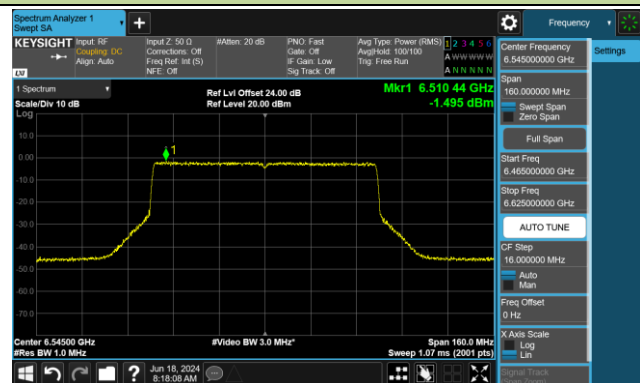 Spectrum Analyzer 1
Swept SA
Frequency
KEYSIGHT
Input: RF
Coupling: DC
Align: Auto
Input Z: 50 Ω
Corrections: Off
Freq Ref: Int (S)
NFE: Off
#Atten: 20 dB
PNO: Fast
Gate: Off
IF Gain: Low
Sig Track: Off
Avg Type: Power (RMS)
Avg|Hold: 100/100
Trig: Free Run
1 2 3 4 5 6
A W W W W W
A N N N N N
LXI
1 Spectrum
Scale/Div 10 dB
Log
Ref Lvl Offset 24.00 dB
Ref Level 20.00 dBm
Mkr1 6.510 44 GHz
-1.495 dBm
1
10.0
0.00
-10.0
-20.0
-30.0
-40.0
-50.0
-60.0
-70.0
Center 6.54500 GHz
#Res BW 1.0 MHz
#Video BW 3.0 MHz*
Span 160.0 MHz
Sweep 1.07 ms (2001 pts)
Jun 18, 2024
8:18:08 AM
Center Frequency
6.545000000 GHz
Settings
Span
160.000000 MHz
Swept Span
Zero Span
Full Span
Start Freq
6.465000000 GHz
Stop Freq
6.625000000 GHz
AUTO TUNE
CF Step
16.000000 MHz
Auto
Man
Freq Offset
0 Hz
X Axis Scale
Log
Lin
Signal Track